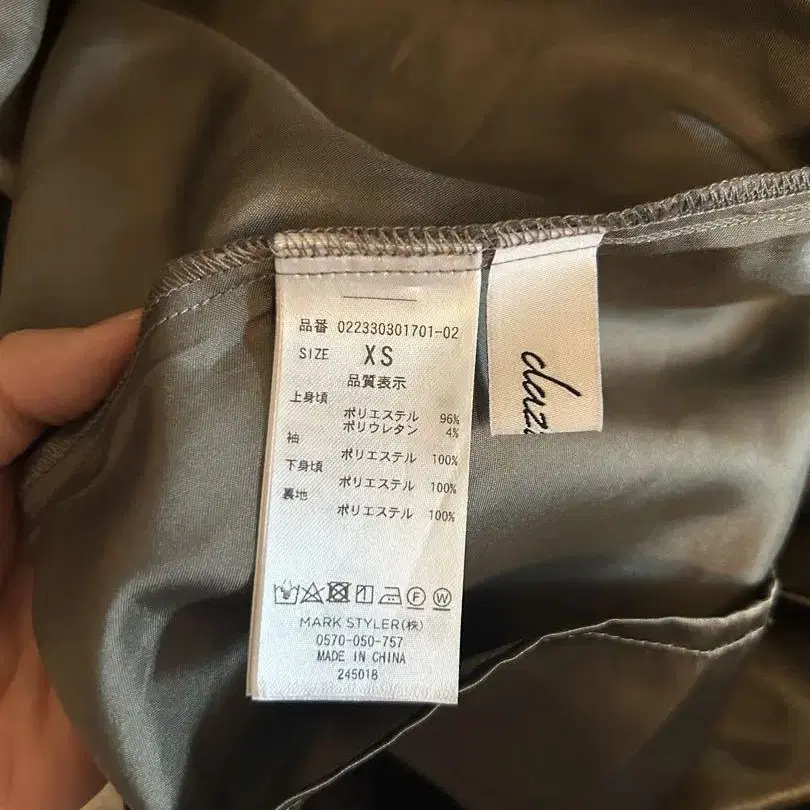 品番 022330301701-02
SIZE XS
品質表示
上身頃
ポリエステル 96%
ポリウレタン 4%
袖
ポリエステル 100%
下身頃
ポリエステル 100%
裏地
ポリエステル 100%
F W
MARK STYLER(株)
0570-050-757
MADE IN CHINA
245018